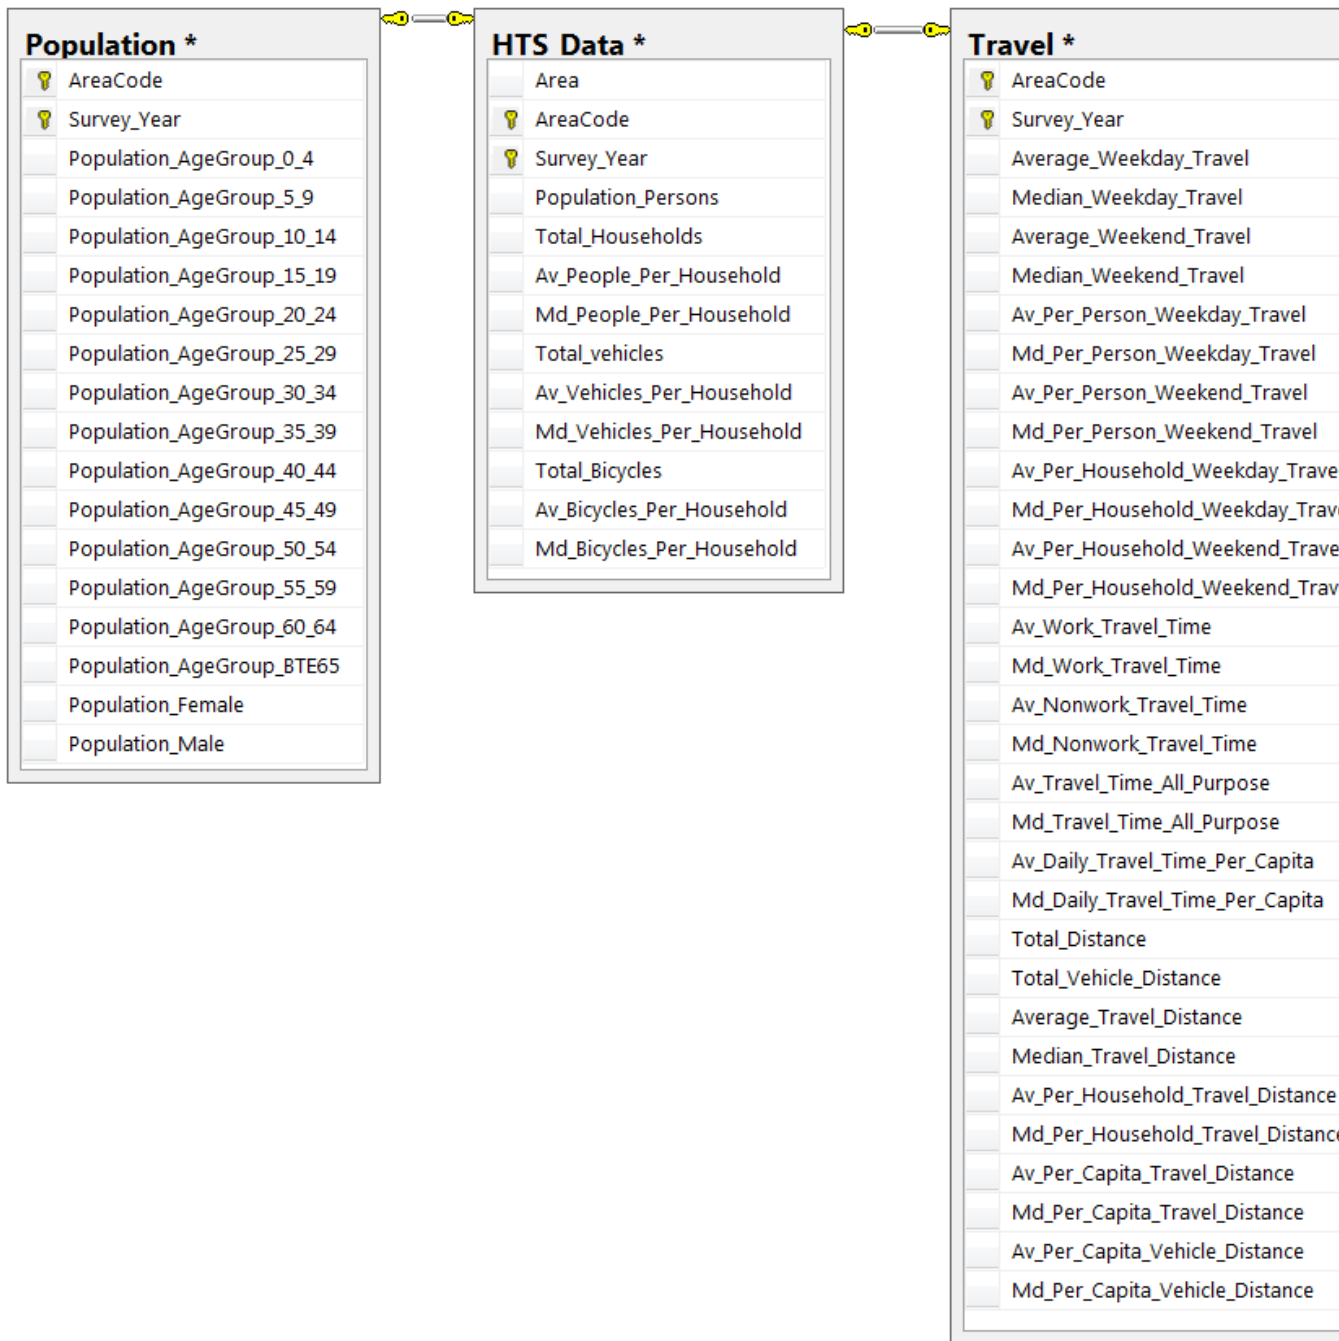 Population *
AreaCode
Survey_Year
Population_AgeGroup_0_4
Population_AgeGroup_5_9
Population_AgeGroup_10_14
Population_AgeGroup_15_19
Population_AgeGroup_20_24
Population_AgeGroup_25_29
Population_AgeGroup_30_34
Population_AgeGroup_35_39
Population_AgeGroup_40_44
Population_AgeGroup_45_49
Population_AgeGroup_50_54
Population_AgeGroup_55_59
Population_AgeGroup_60_64
Population_AgeGroup_BTE65
Population_Female
Population_Male
HTS_Data *
Area
AreaCode
Survey_Year
Population_Persons
Total_Households
Av_People_Per_Household
Md_People_Per_Household
Total_vehicles
Av_Vehicles_Per_Household
Md_Vehicles_Per_Household
Total_Bicycles
Av_Bicycles_Per_Household
Md_Bicycles_Per_Household
Travel *
AreaCode
Survey_Year
Average_Weekday_Travel
Median_Weekday_Travel
Average_Weekend_Travel
Median_Weekend_Travel
Av_Per_Person_Weekday_Travel
Md_Per_Person_Weekday_Travel
Av_Per_Person_Weekend_Travel
Md_Per_Person_Weekend_Travel
Av_Per_Household_Weekday_Trave
Md_Per_Household_Weekday_Trav
Av_Per_Household_Weekend_Trave
Md_Per_Household_Weekend_Trav
Av_Work_Travel_Time
Md_Work_Travel_Time
Av_Nonwork_Travel_Time
Md_Nonwork_Travel_Time
Av_Travel_Time_All_Purpose
Md_Travel_Time_All_Purpose
Av_Daily_Travel_Time_Per_Capita
Md_Daily_Travel_Time_Per_Capita
Total_Distance
Total_Vehicle_Distance
Average_Travel_Distance
Median_Travel_Distance
Av_Per_Household_Travel_Distance
Md_Per_Household_Travel_Distanc
Av_Per_Capita_Travel_Distance
Md_Per_Capita_Travel_Distance
Av_Per_Capita_Vehicle_Distance
Md_Per_Capita_Vehicle_Distance